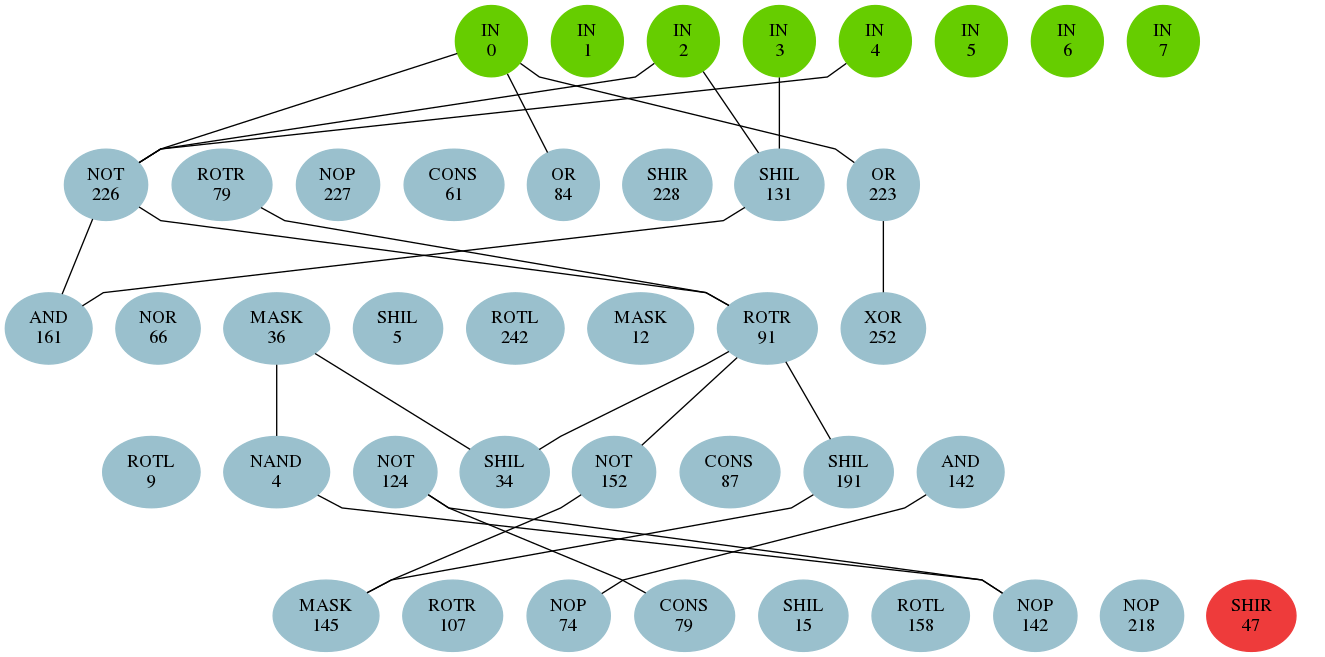 IN
0
IN
1
IN
2
IN
3
IN
4
IN
5
IN
6
IN
7
NOT
226
ROTR
79
NOP
227
CONS
61
OR
84
SHIR
228
SHIL
131
OR
223
AND
161
NOR
66
MASK
36
SHIL
5
ROTL
242
MASK
12
ROTR
91
XOR
252
ROTL
9
NAND
4
NOT
124
SHIL
34
NOT
152
CONS
87
SHIL
191
AND
142
MASK
145
ROTR
107
NOP
74
CONS
79
SHIL
15
ROTL
158
NOP
142
NOP
218
SHIR
47